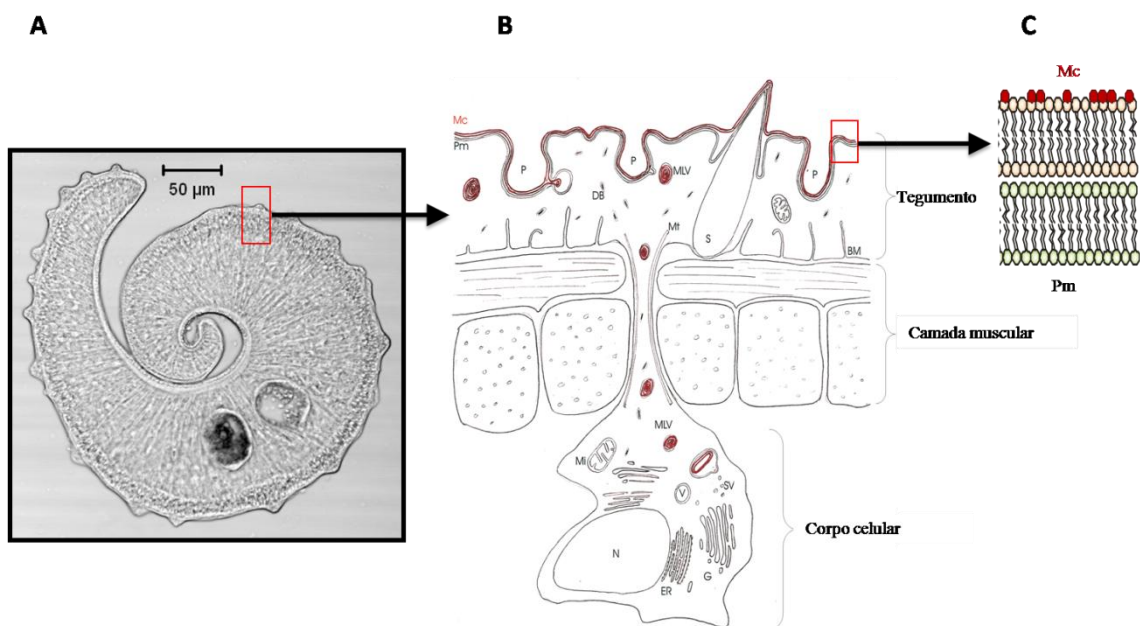 A
B
C
50 µm
Mc
Pm
P
P
P
MLV
DB
Mt
S
BM
Tegumento
Camada muscular
MLV
Mi
V
SV
N
G
ER
Corpo celular
Mc
Pm